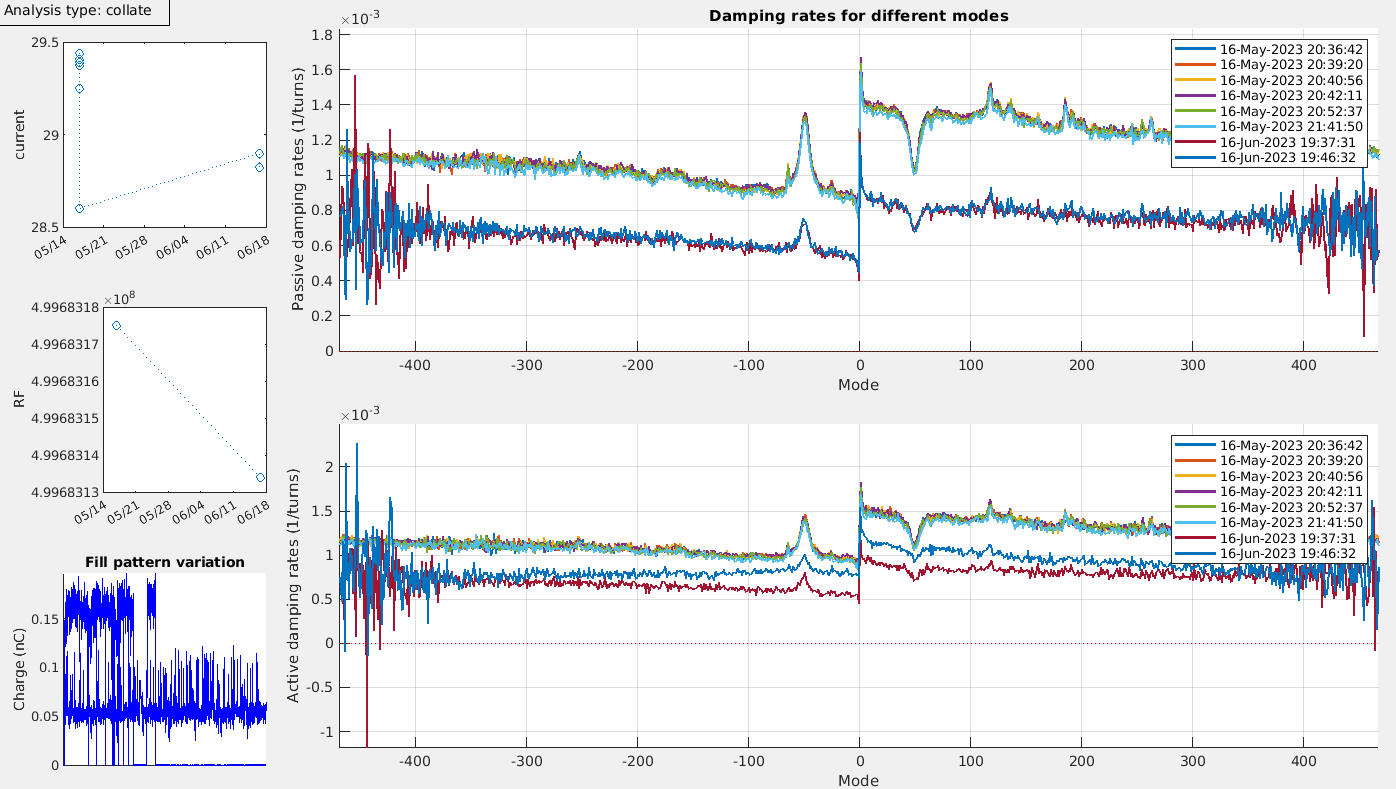 Analysis type: collate
29.5
29
28.5
current
05/14
05/21
05/28
06/04
06/11
06/18
×10⁸
4.9968318
4.9968317
4.9968316
4.9968315
4.9968314
4.9968313
RF
05/14
05/21
05/28
06/04
06/11
06/18
Fill pattern variation
0.15
0.1
0.05
0
Charge (nC)
Damping rates for different modes
×10⁻³
1.8
1.6
1.4
1.2
1
0.8
0.6
0.4
0.2
0
Passive damping rates (1/turns)
-400
-300
-200
-100
0
100
200
300
400
Mode
16-May-2023 20:36:42
16-May-2023 20:39:20
16-May-2023 20:40:56
16-May-2023 20:42:11
16-May-2023 20:52:37
16-May-2023 21:41:50
16-Jun-2023 19:37:31
16-Jun-2023 19:46:32
×10⁻³
2
1.5
1
0.5
0
-0.5
-1
Active damping rates (1/turns)
-400
-300
-200
-100
0
100
200
300
400
Mode
16-May-2023 20:36:42
16-May-2023 20:39:20
16-May-2023 20:40:56
16-May-2023 20:42:11
16-May-2023 20:52:37
16-May-2023 21:41:50
16-Jun-2023 19:37:31
16-Jun-2023 19:46:32